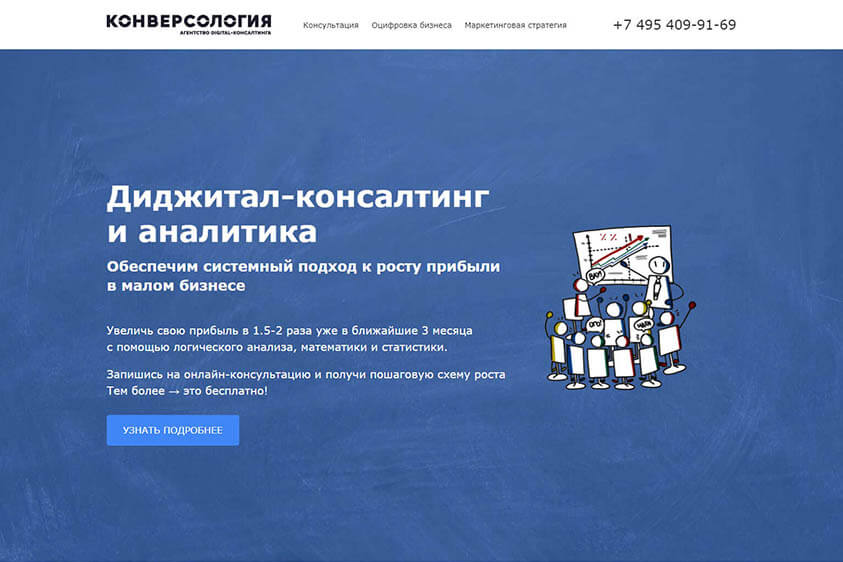 КОНВЕРСОЛОГИЯ
АГЕНТСТВО DIGITAL-КОНСАЛТИНГА
Консультация Оцифровка бизнеса Маркетинговая стратегия
+7 495 409-91-69
Диджитал-консалтинг
и аналитика
Обеспечим системный подход к росту прибыли
в малом бизнесе
Увеличь свою прибыль в 1.5-2 раза уже в ближайшие 3 месяца
с помощью логического анализа, математики и статистики.
Запишись на онлайн-консультацию и получи пошаговую схему роста
Тем более → это бесплатно!
УЗНАТЬ ПОДРОБНЕЕ